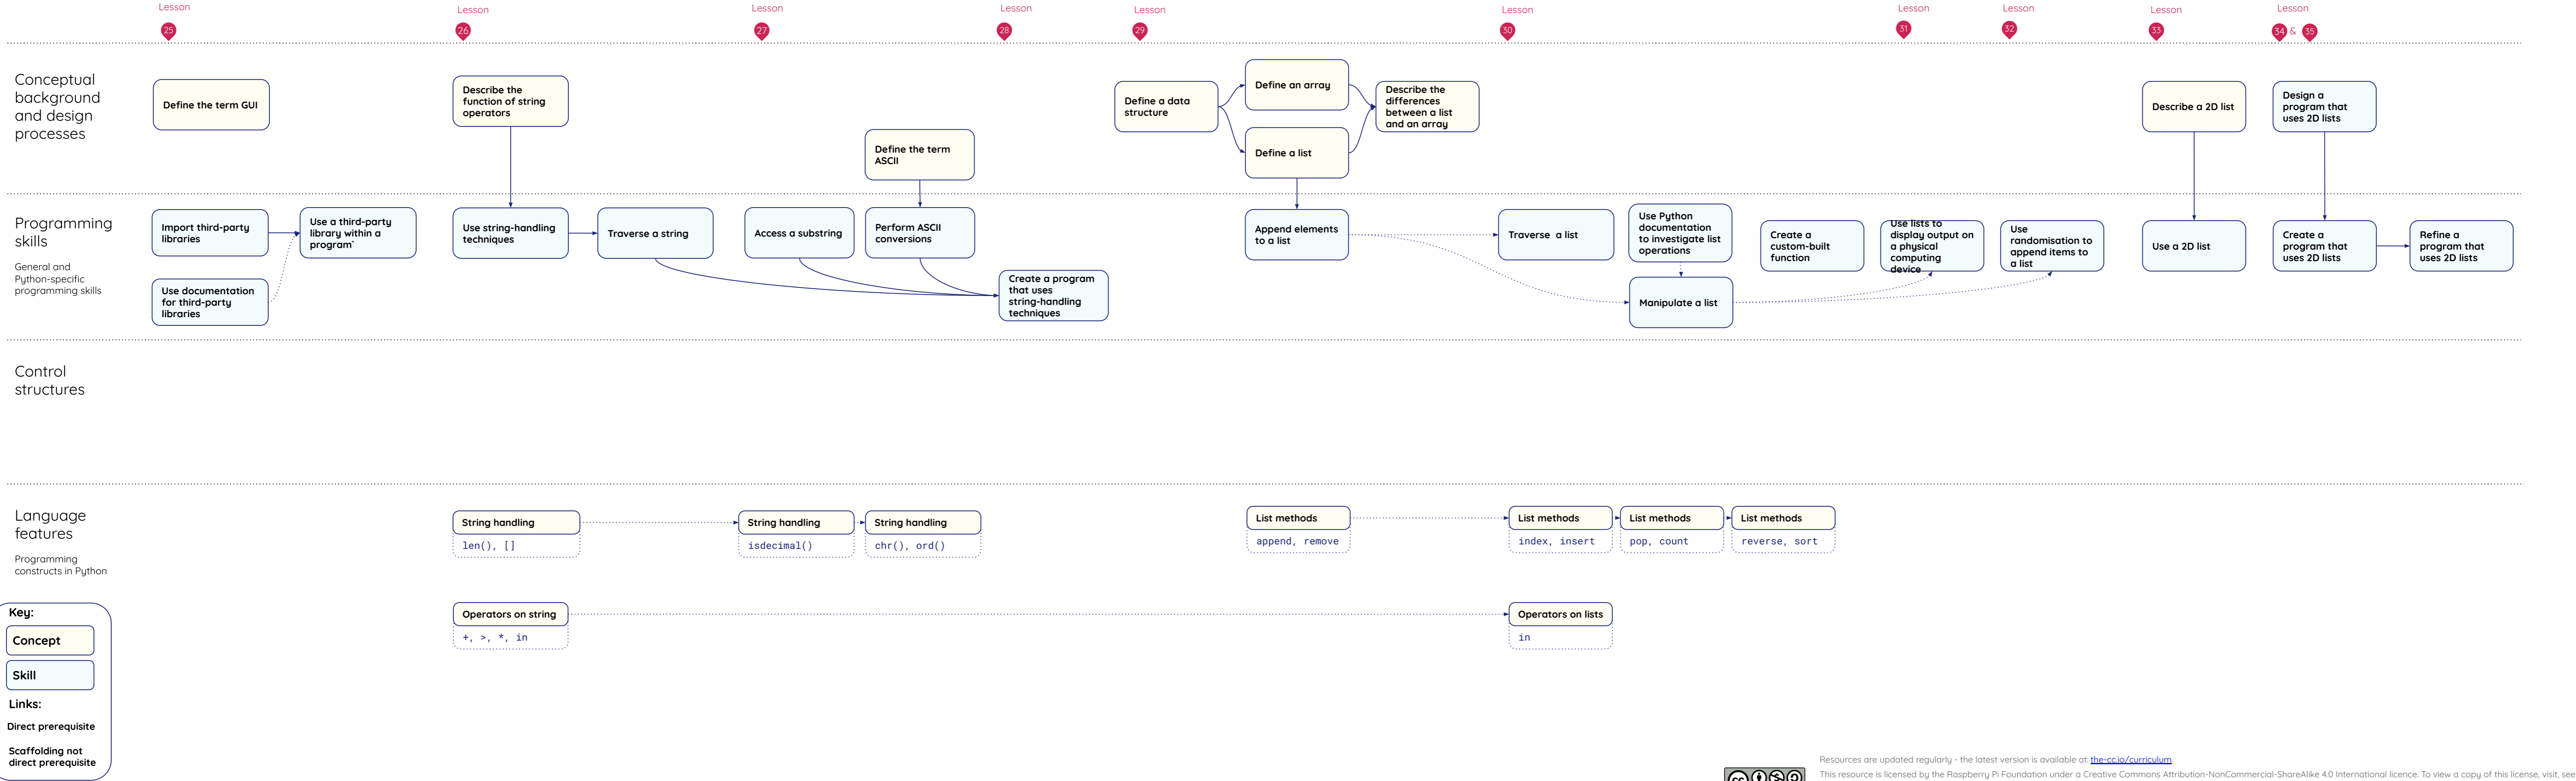 Lesson
25
Lesson
26
Lesson
27
Lesson
28
Lesson
29
Lesson
30
Lesson
31
Lesson
32
Lesson
33
Lesson
34 & 35
Conceptual
background
and design
processes
Define the term GUI
Describe the
function of string
operators
Define the term
ASCII
Define a data
structure
Define an array
Define a list
Describe the
differences
between a list
and an array
Describe a 2D list
Design a
program that
uses 2D lists
Programming
skills
General and
Python-specific
programming skills
Import third-party
libraries
Use a third-party
library within a
program`
Use documentation
for third-party
libraries
Use string-handling
techniques
Traverse a string
Access a substring
Perform ASCII
conversions
Create a program
that uses
string-handling
techniques
Append elements
to a list
Traverse a list
Use Python
documentation
to investigate list
operations
Manipulate a list
Create a
custom-built
function
Use lists to
display output on
a physical
computing
device
Use
randomisation to
append items to
a list
Use a 2D list
Create a
program that
uses 2D lists
Refine a
program that
uses 2D lists
Control
structures
Language
features
Programming
constructs in Python
String handling
len(), []
String handling
isdecimal()
String handling
chr(), ord()
List methods
append, remove
List methods
index, insert
List methods
pop, count
List methods
reverse, sort
Operators on string
+, >, *, in
Operators on lists
in
Key:
Concept
Skill
Links:
Direct prerequisite
Scaffolding not
direct prerequisite
Resources are updated regularly - the latest version is available at: the-cc.io/curriculum.
This resource is licensed by the Raspberry Pi Foundation under a Creative Commons Attribution-NonCommercial-ShareAlike 4.0 International licence. To view a copy of this license, visit, see